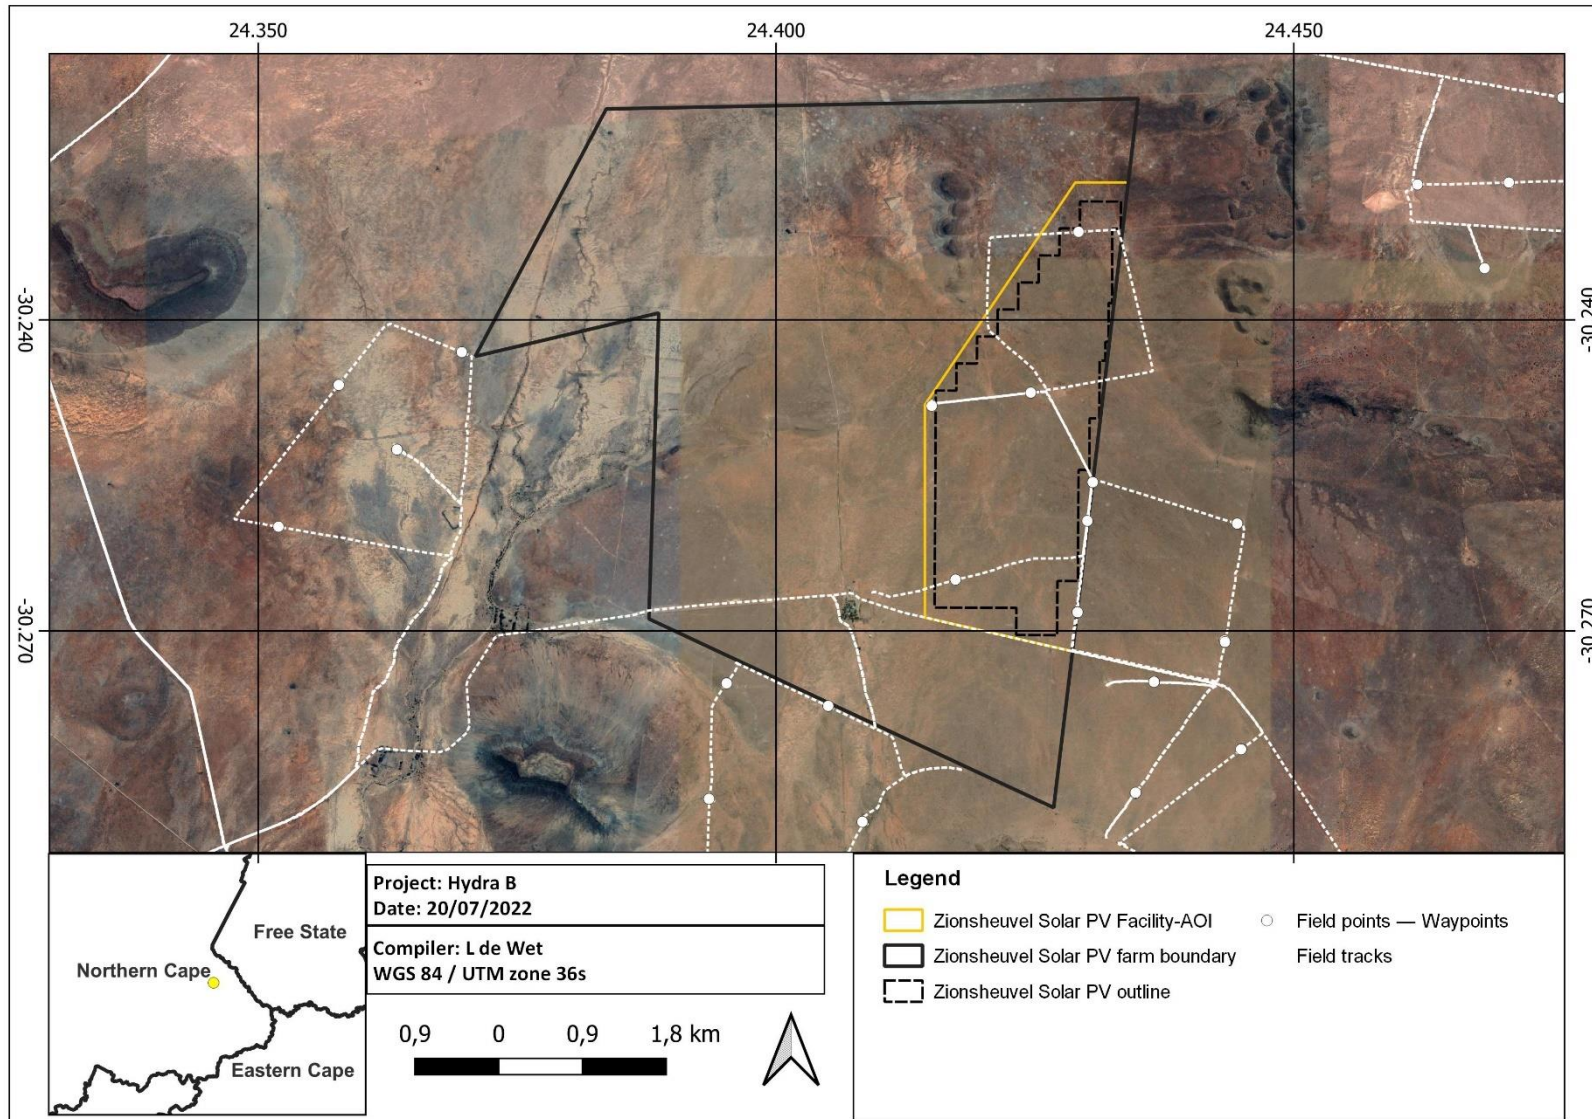 24.350 24.400 24.450
-30.240 -30.240
-30.270 -30.270
Northern Cape
Free State
Eastern Cape
Project: Hydra B
Date: 20/07/2022
Compiler: L de Wet
WGS 84 / UTM zone 36s
0,9 0 0,9 1,8 km
Legend
Zionsheuvel Solar PV Facility-AOI
Zionsheuvel Solar PV farm boundary
Zionsheuvel Solar PV outline
Field points — Waypoints
Field tracks